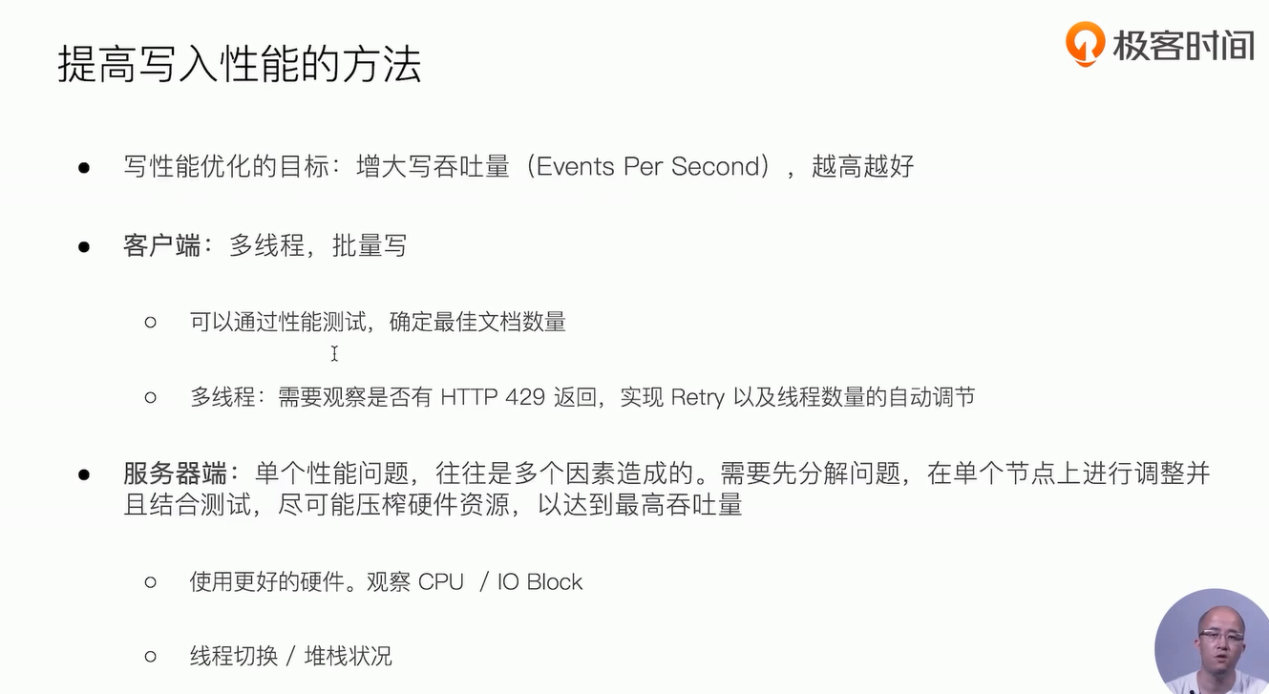 极客时间
提高写入性能的方法
写性能优化的目标：增大写吞吐量（Events Per Second），越高越好
客户端：多线程，批量写
可以通过性能测试，确定最佳文档数量
多线程：需要观察是否有 HTTP 429 返回，实现 Retry 以及线程数量的自动调节
服务器端：单个性能问题，往往是多个因素造成的。需要先分解问题，在单个节点上进行调整并
且结合测试，尽可能压榨硬件资源，以达到最高吞吐量
使用更好的硬件。观察 CPU / IO Block
线程切换 / 堆栈状况